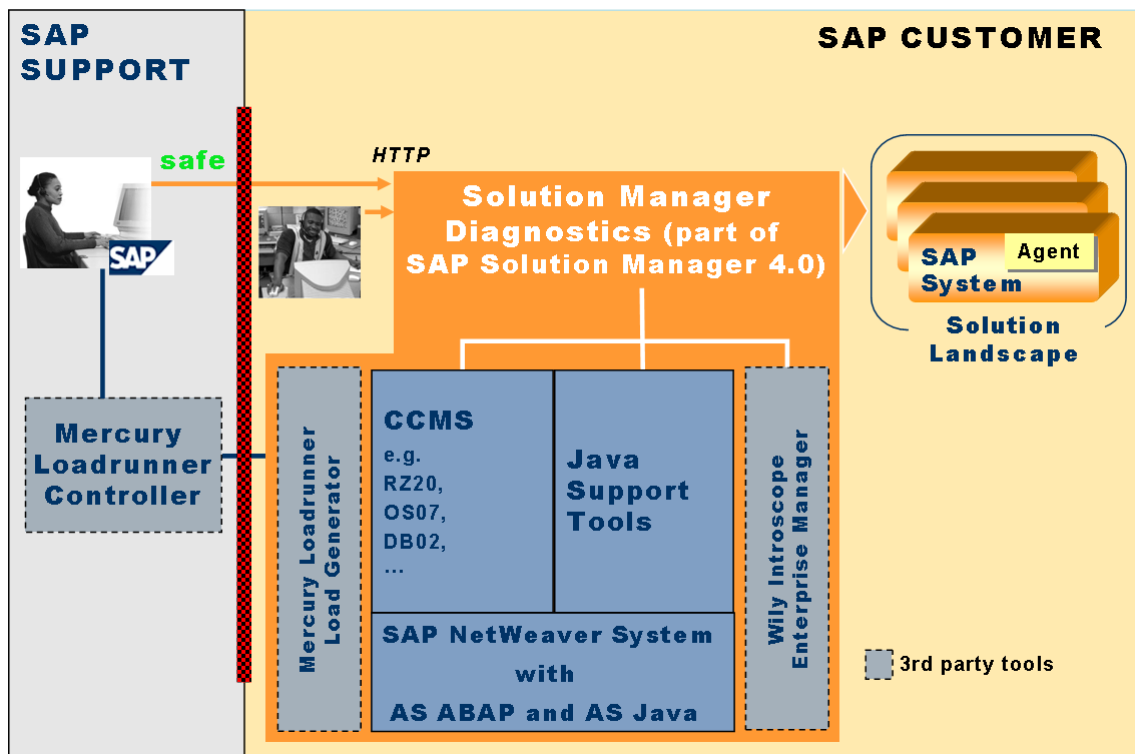 SAP
SUPPORT
SAP CUSTOMER
safe
HTTP
SAP
Solution Manager
Diagnostics (part of
SAP Solution Manager 4.0)
SAP
System
Agent
Solution
Landscape
Mercury
Loadrunner
Controller
Mercury Loadrunner
Load Generator
CCMS
e.g.
RZ20,
OS07,
DB02,
...
Java
Support
Tools
Wily Introscope
Enterprise Manager
SAP NetWeaver System
with
AS ABAP and AS Java
3rd party tools